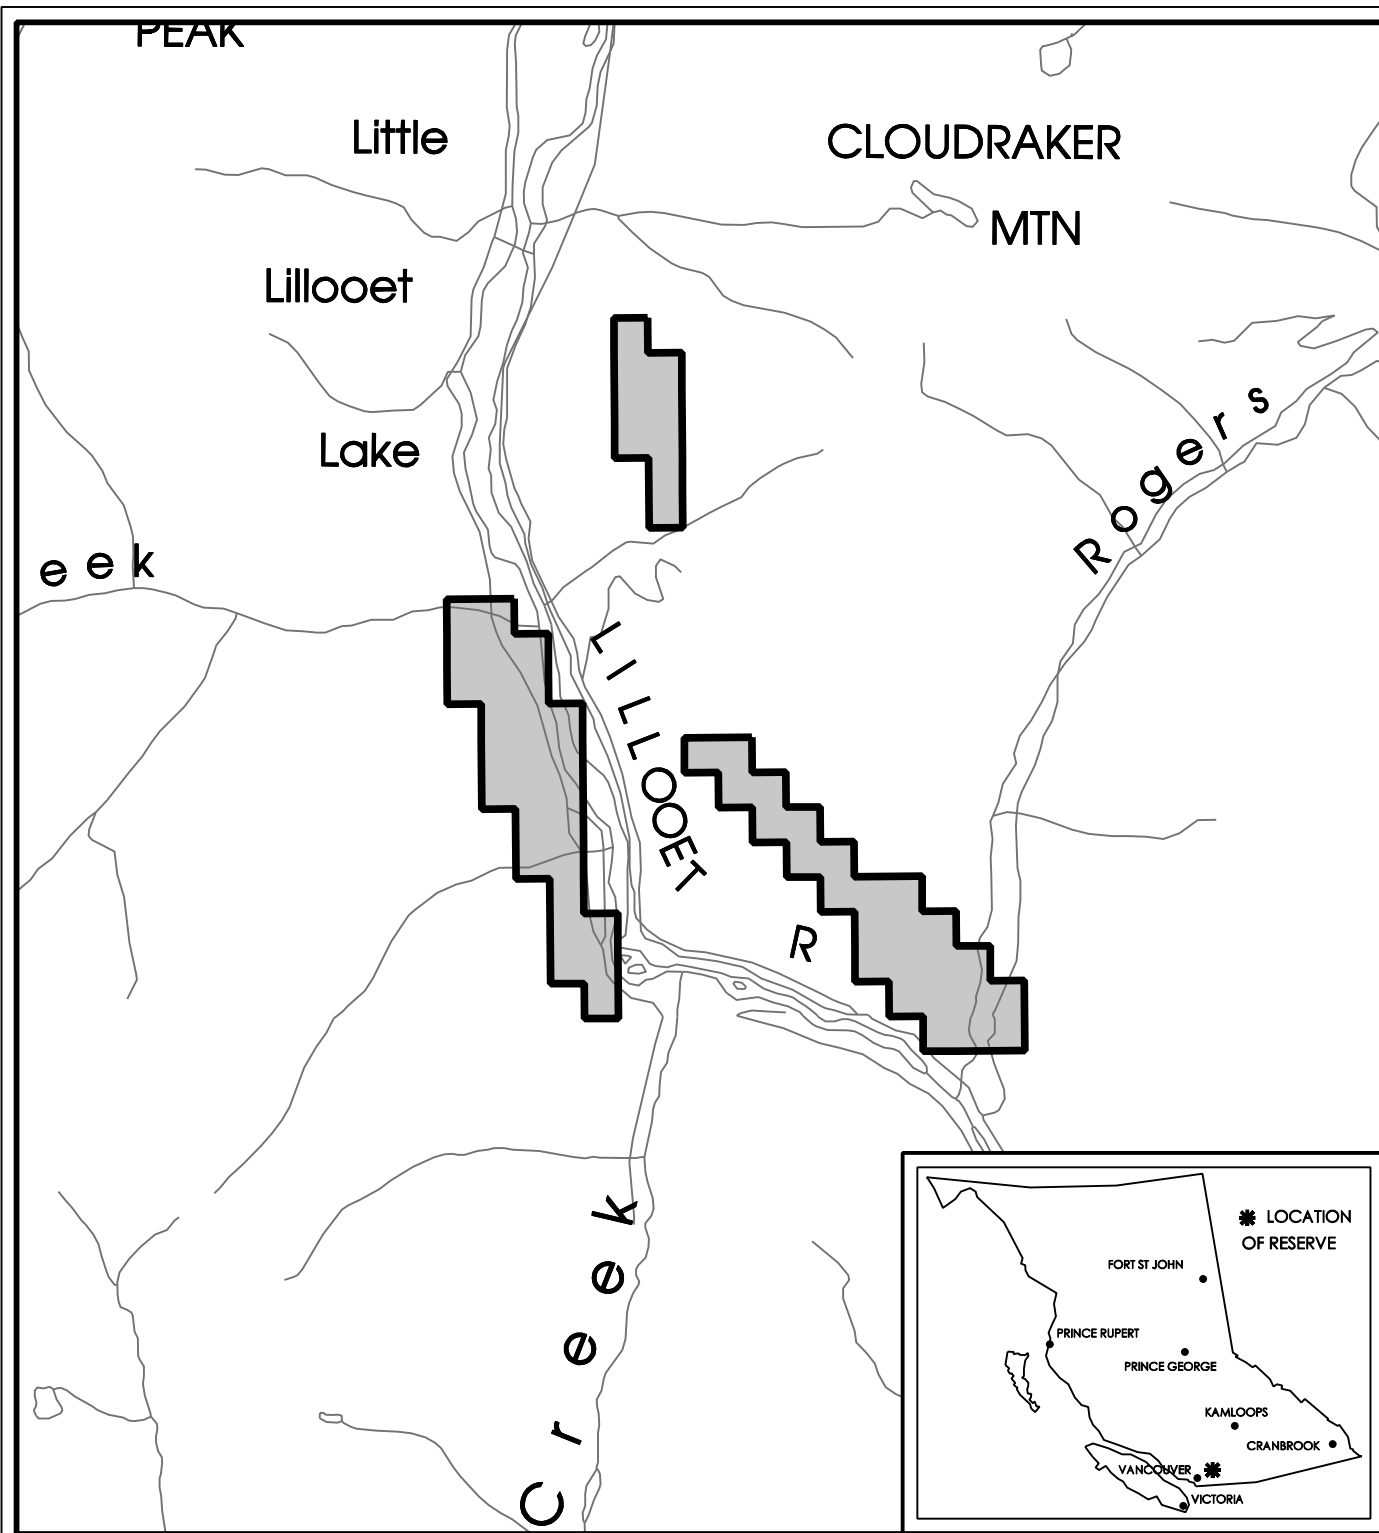 PEAK
Little
CLOUDRAKER
MTN
Lillooet
Lake
Rogers
eek
LILLOOET
R
Creek
LOCATION
OF RESERVE
FORT ST JOHN
PRINCE RUPERT
PRINCE GEORGE
KAMLOOPS
CRANBROOK
VANCOUVER
VICTORIA